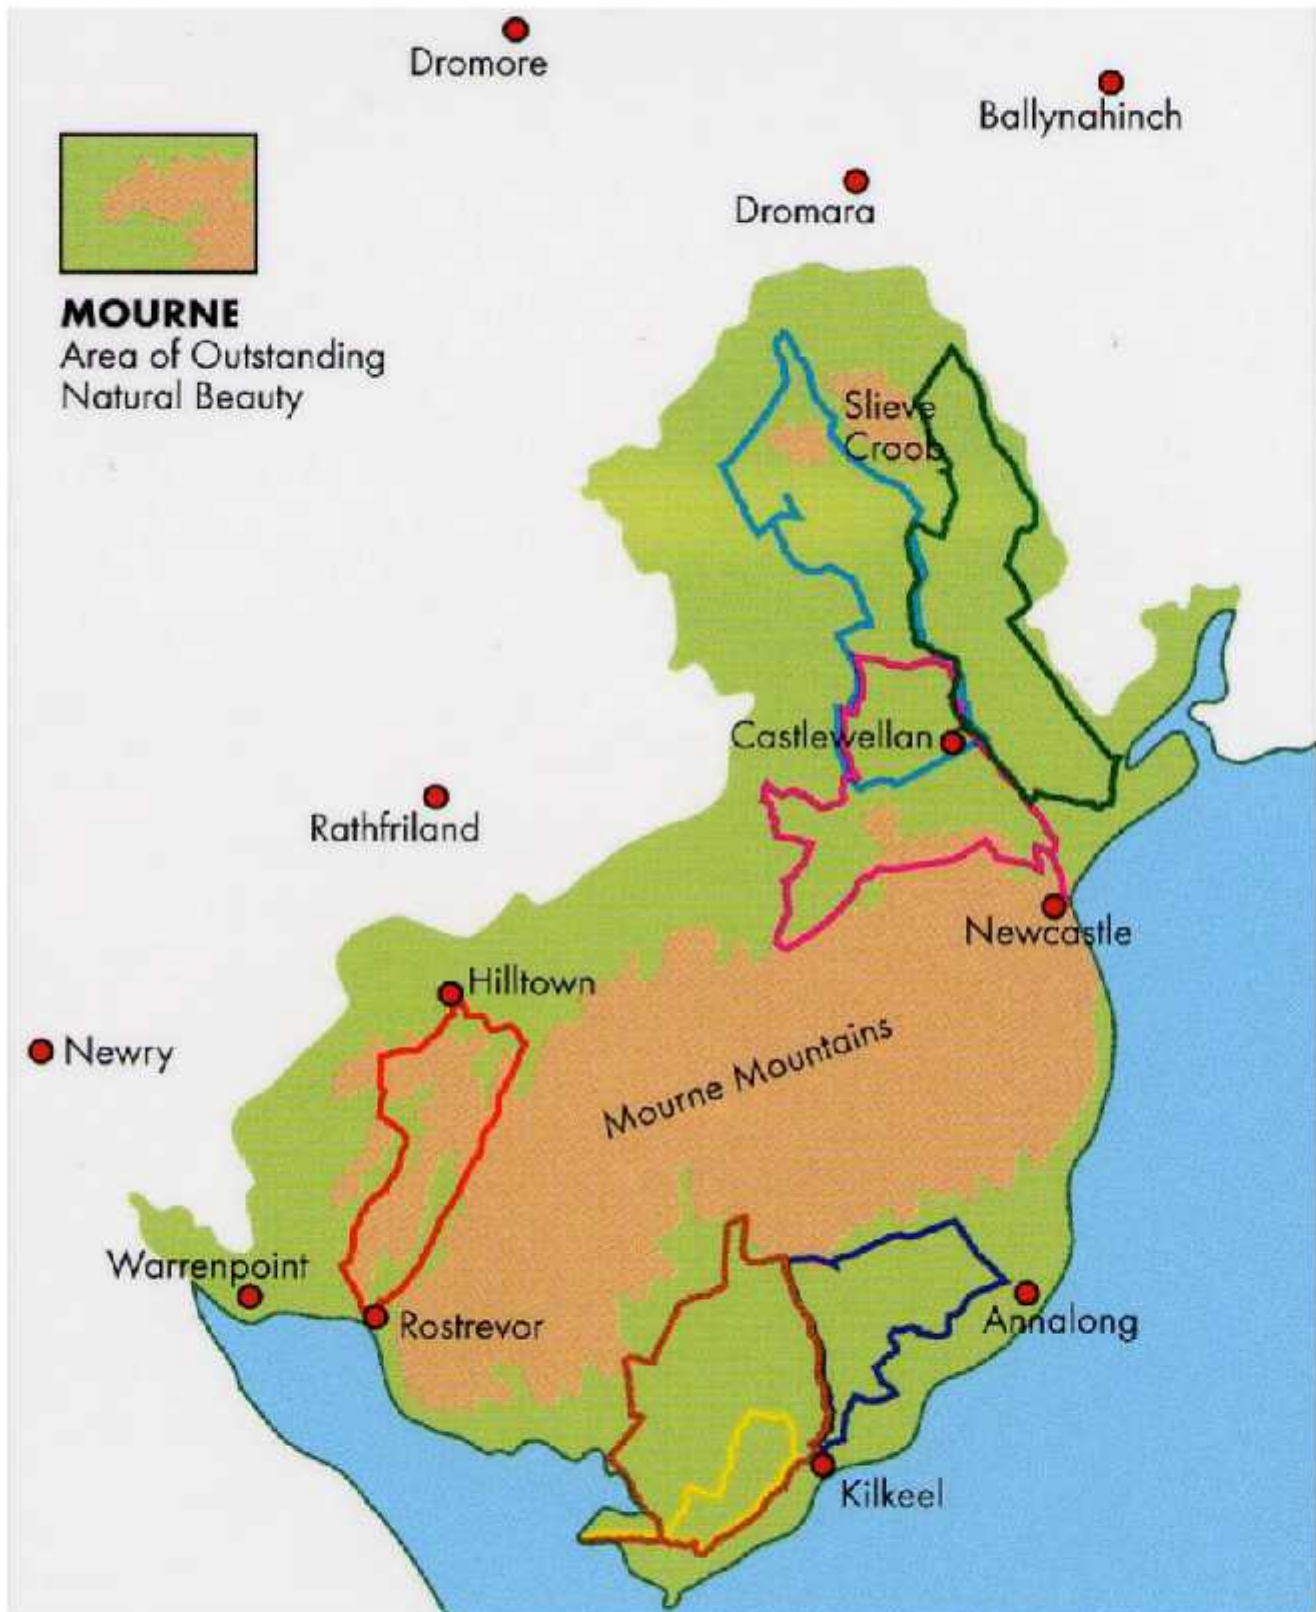 Dromore
Ballynahinch
Dromara
MOURNE
Area of Outstanding
Natural Beauty
Slieve
Croob
Castlewellan
Rathfriland
Newcastle
Hilltown
Newry
Mourne Mountains
Warrenpoint
Rostrevor
Annalong
Kilkeel